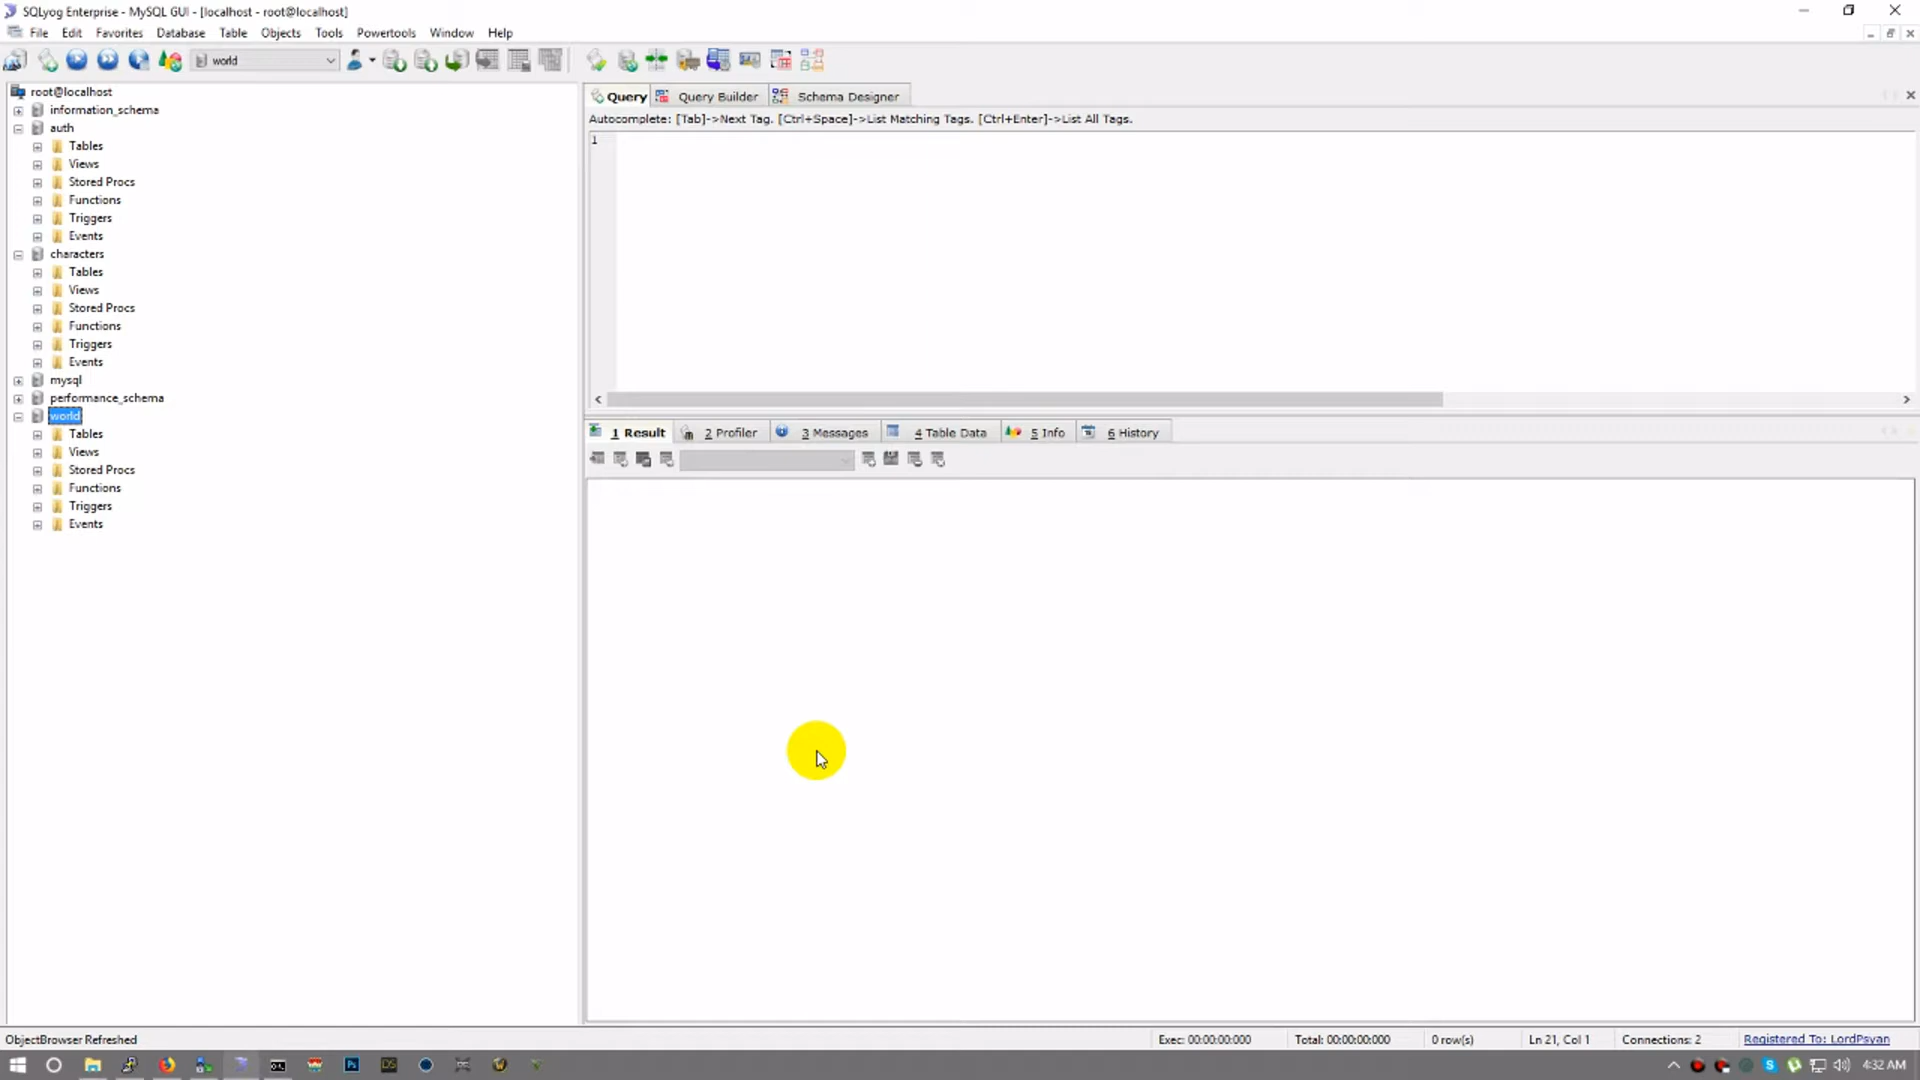 SQLyog Enterprise - MySQL GUI - [localhost - root@localhost]
File Edit Favorites Database Table Objects Tools Powertools Window Help
world
root@localhost
information_schema
auth
Tables
Views
Stored Procs
Functions
Triggers
Events
characters
Tables
Views
Stored Procs
Functions
Triggers
Events
mysql
performance_schema
world
Tables
Views
Stored Procs
Functions
Triggers
Events
Query Query Builder Schema Designer
Autocomplete: [Tab]->Next Tag. [Ctrl+Space]->List Matching Tags. [Ctrl+Enter]->List All Tags.
1
1 Result 2 Profiler 3 Messages 4 Table Data 5 Info 6 History
ObjectBrowser Refreshed Exec: 00:00:00:000 Total: 00:00:00:000 0 row(s) Ln 21, Col 1 Connections: 2 Registered To: LordPsyan
4:32 AM